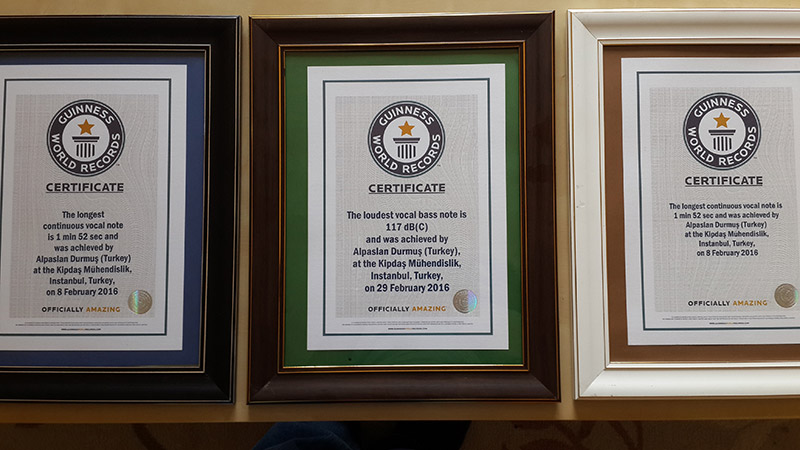 GUINNESS
WORLD RECORDS
CERTIFICATE
The longest
continuous vocal note
is 1 min 52 sec and
was achieved by
Alpaslan Durmuş (Turkey)
at the Kipdaş Mühendislik,
Instanbul, Turkey,
on 8 February 2016
OFFICIALLY AMAZING
GUINNESS
WORLD RECORDS
CERTIFICATE
The loudest vocal bass note is
117 dB(C)
and was achieved by
Alpaslan Durmuş (Turkey),
at the Kıpdaş Mühendislik,
Instanbul, Turkey,
on 29 February 2016
OFFICIALLY AMAZING
GUINNESS
WORLD RECORDS
CERTIFICATE
The longest continuous vocal note is
1 min 52 sec and was achieved by
Alpaslan Durmuş (Turkey)
at the Kipdaş Mühendislik,
Instanbul, Turkey,
on 8 February 2016
OFFICIALLY AMAZING